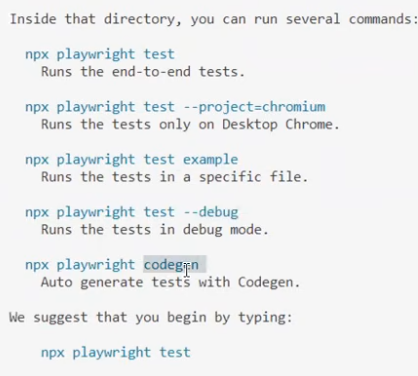 Inside that directory, you can run several commands:
npx playwright test
Runs the end-to-end tests.
npx playwright test --project=chromium
Runs the tests only on Desktop Chrome.
npx playwright test example
Runs the tests in a specific file.
npx playwright test --debug
Runs the tests in debug mode.
npx playwright codegen
Auto generate tests with Codegen.
We suggest that you begin by typing:
npx playwright test